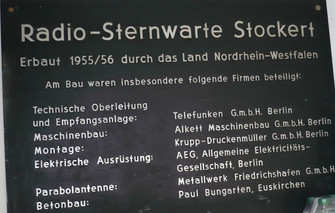 Radio-Sternwarte Stockert
Erbaut 1955/56 durch das Land Nordrhein-Westfalen
Am Bau waren insbesondere folgende Firmen beteiligt:
Technische Oberleitung
und Empfangsanlage: Telefunken G.m.b.H. Berlin
Maschinenbau: Alkett Maschinenbau G.m.b.H. Berlin
Montage: Krupp-Druckenmüller G.m.b.H. Berlin
Elektrische Ausrüstung: AEG, Allgemeine Elektricitäts-
Gesellschaft, Berlin
Parabolantenne: Metallwerk Friedrichshafen G.m.b.H.
Betonbau: Paul Bungarten, Euskirchen